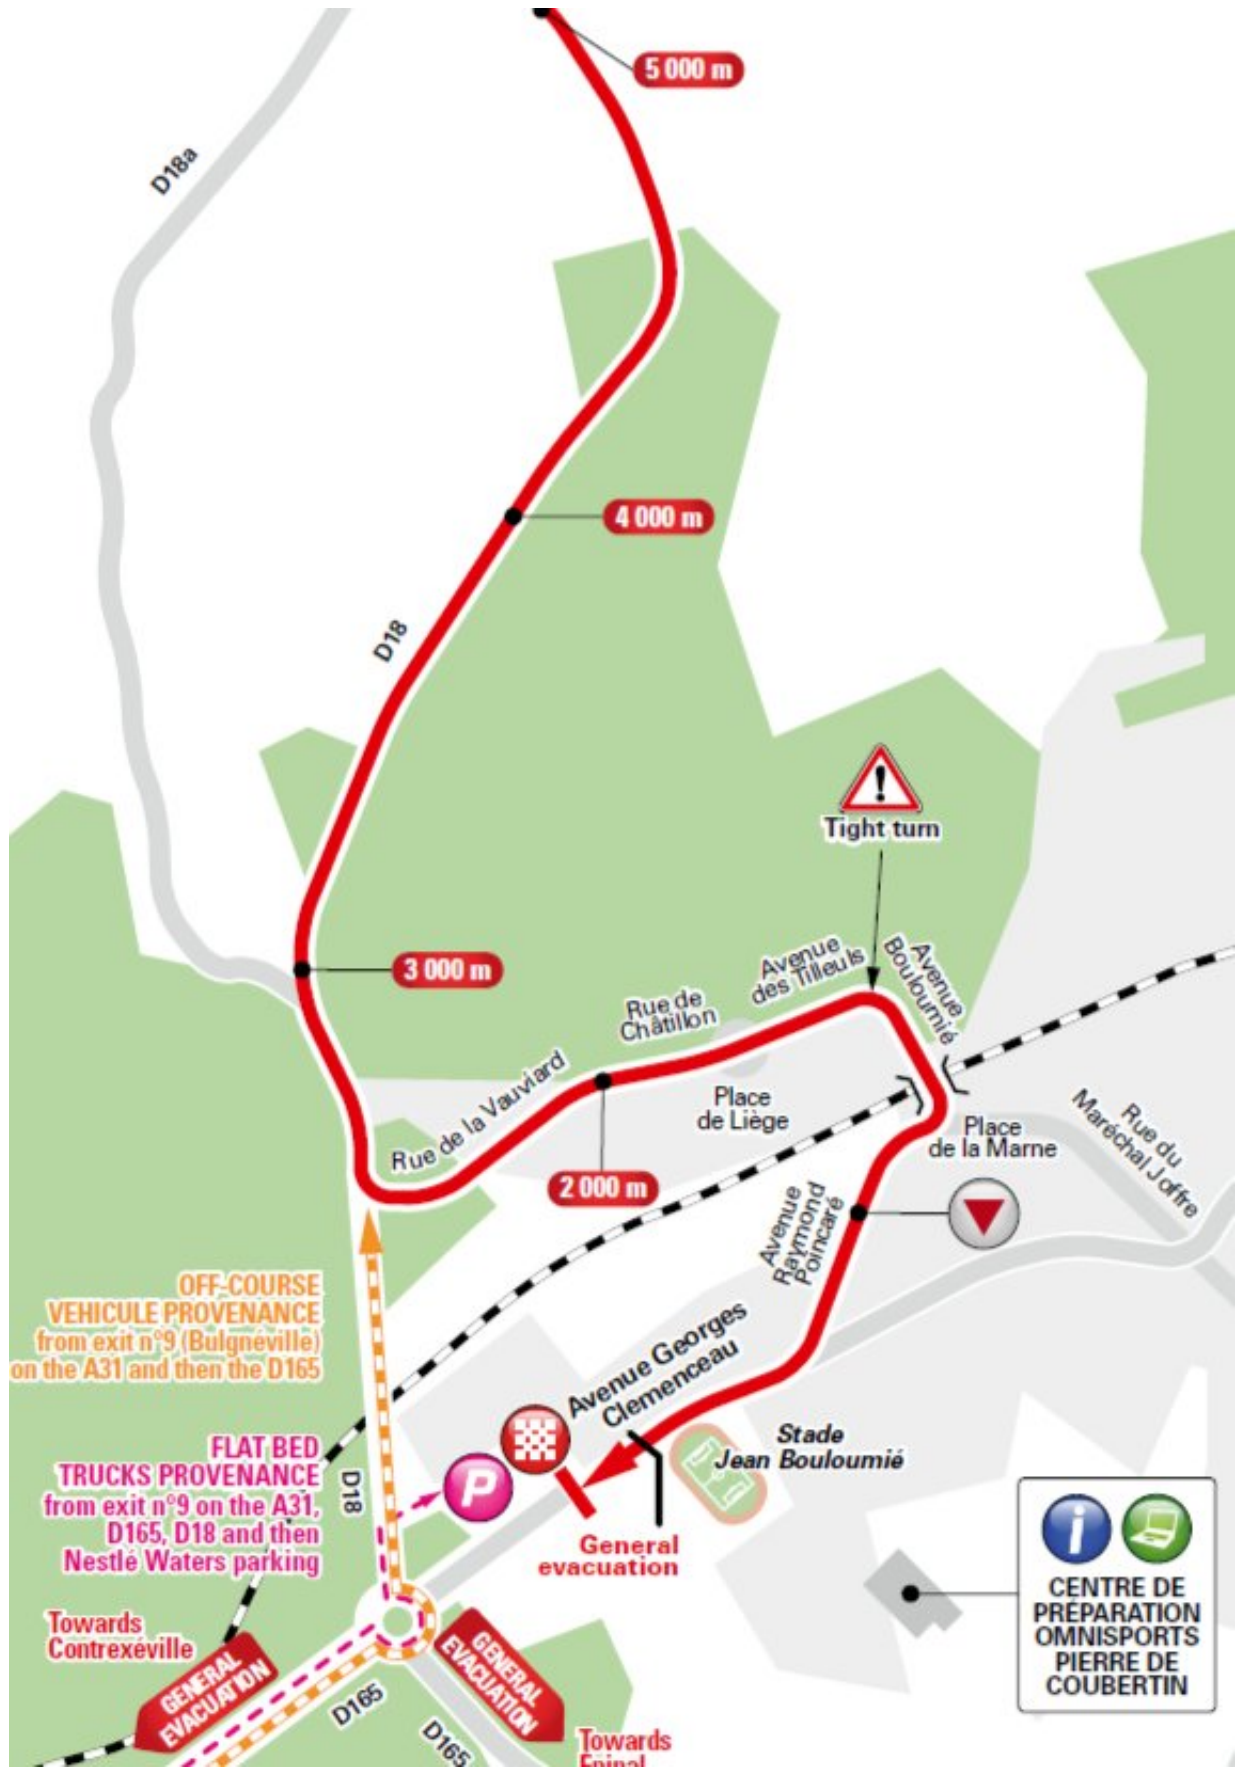 5 000 m
D18a
4 000 m
D18
Tight turn
3 000 m
Avenue
des Tilleuls
Avenue
Bouloumié
Rue de
Châtillon
Rue de la Vauviard
Place
de Liège
Place
de la Marne
Rue du
Maréchal Joffre
2 000 m
Avenue
Raymond
Poincaré
OFF-COURSE
VEHICULE PROVENANCE
from exit n°9 (Bulgnéville)
on the A31 and then the D165
Avenue Georges
Clemenceau
Stade
Jean Bouloumié
FLAT BED
TRUCKS PROVENANCE
from exit n°9 on the A31,
D165, D18 and then
Nestlé Waters parking
D18
P
General
evacuation
i
CENTRE DE
PRÉPARATION
OMNISPORTS
PIERRE DE
COUBERTIN
Towards
Contrexéville
GENERAL
EVACUATION
GENERAL
EVACUATION
D165
D165
Towards
Epinal